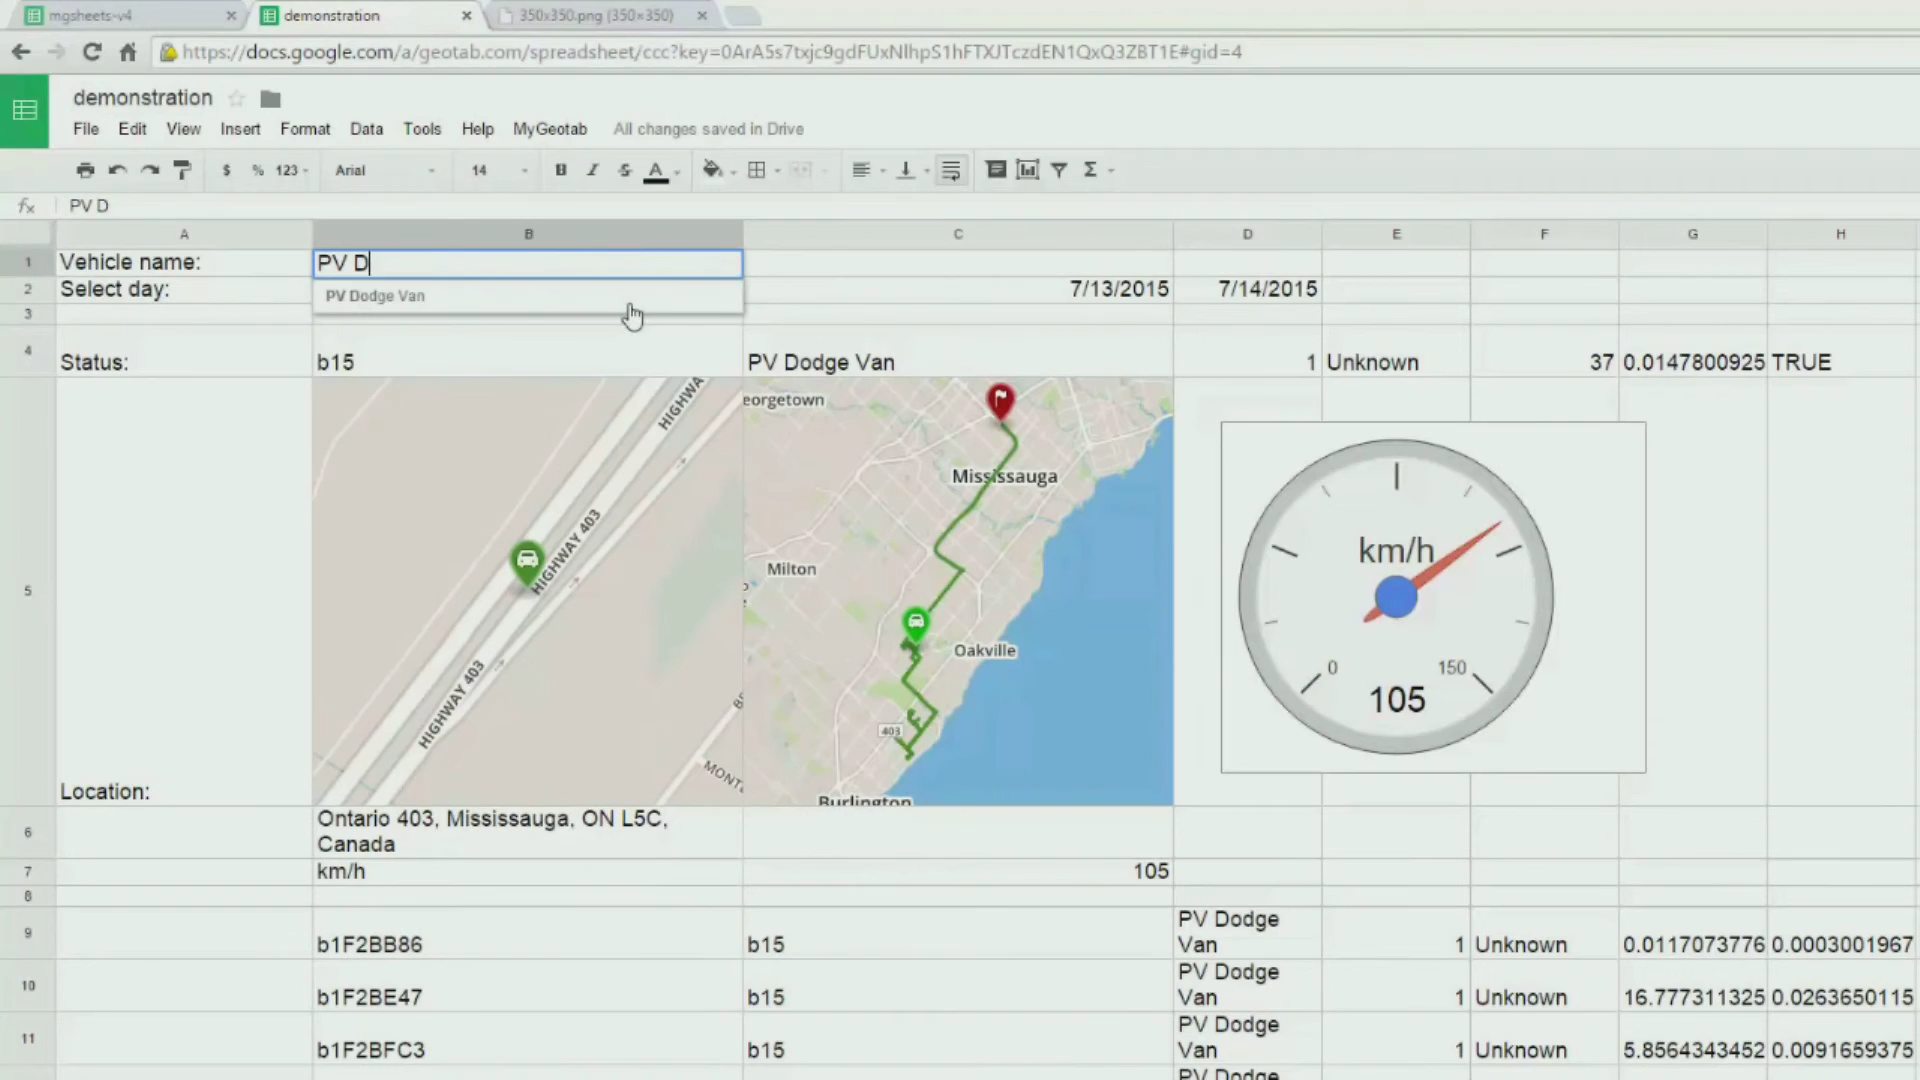 mgsheets-v4
demonstration
350x350.png (350×350)
https://docs.google.com/a/geotab.com/spreadsheet/ccc?key=0ArA5s7txjc9gdFUxNlhpS1hFTXJTczdEN1QxQ3ZBT1E#gid=4
demonstration
File Edit View Insert Format Data Tools Help MyGeotab All changes saved in Drive
$ % 123 Arial 14 B I S A Σ
fx PV D
A B C D E F G H
1 Vehicle name: PV D
2 Select day: PV Dodge Van 7/13/2015 7/14/2015
3
4 Status: b15 PV Dodge Van 1 Unknown 37 0.0147800925 TRUE
HIGHWAY 403
HIGHWAY 403
HIGHWA
MONT
eorgetown
Mississauga
Milton
Oakville
403
Burlington
km/h
0 150
105
5 Location:
6 Ontario 403, Mississauga, ON L5C,
Canada
7 km/h 105
8
9 b1F2BB86 b15 PV Dodge
Van 1 Unknown 0.0117073776 0.0003001967
10 b1F2BE47 b15 PV Dodge
Van 1 Unknown 16.777311325 0.0263650115
11 b1F2BFC3 b15 PV Dodge
Van 1 Unknown 5.8564343452 0.0091659375
PV Dodge